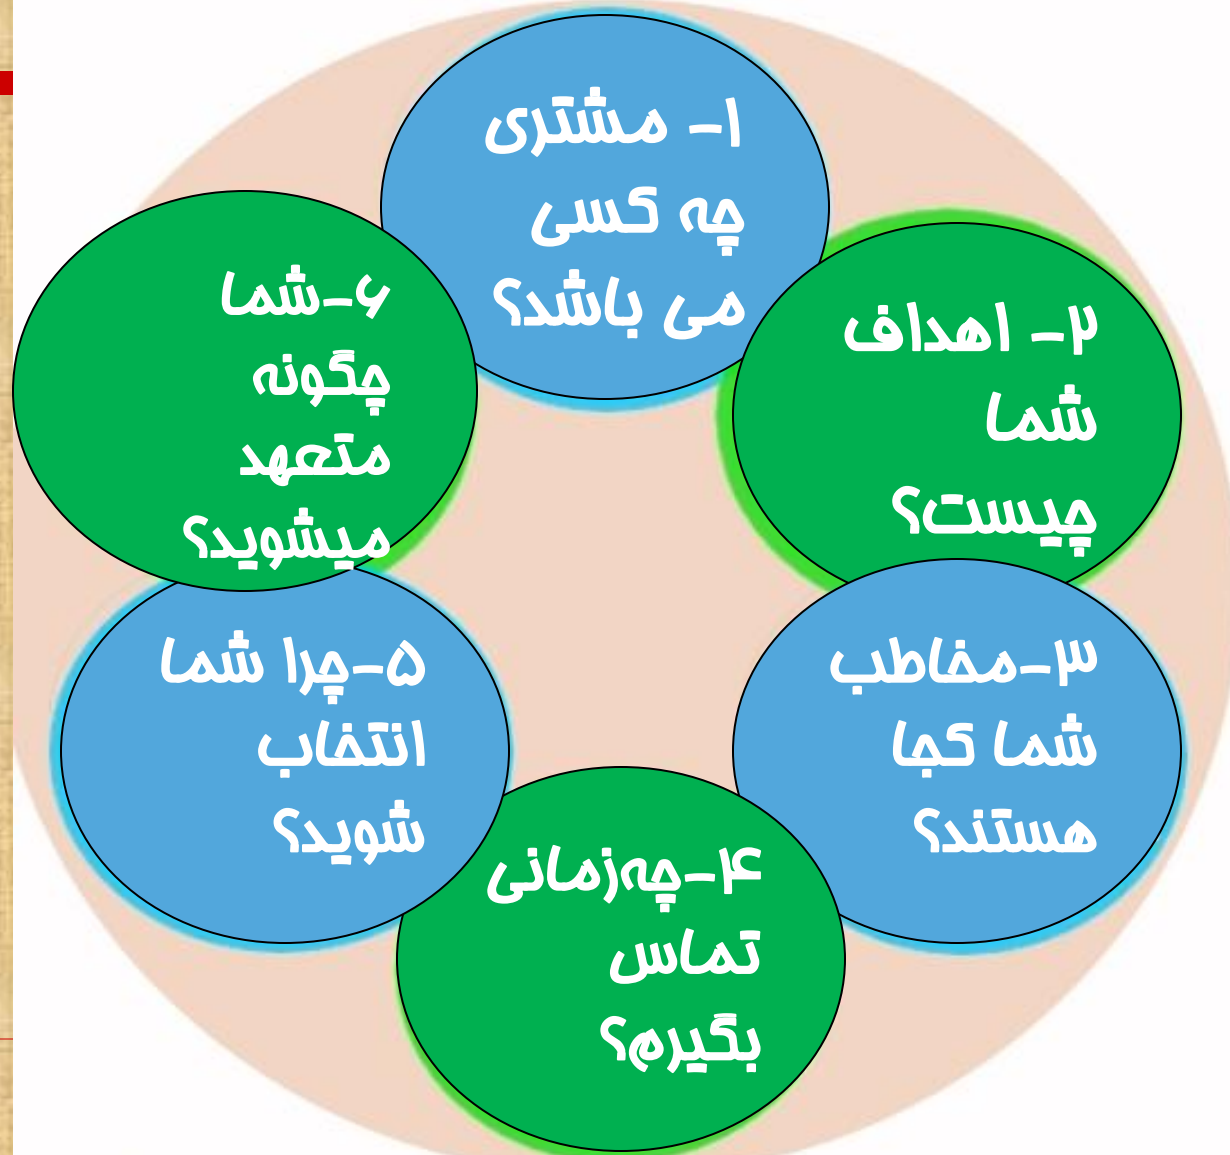 ۱- مشتری
چه کسی
می باشد؟
۲- اهداف
شما
چیست؟
۳-مخاطب
شما کجا
هستند؟
۴-چه‌زمانی
تماس
بگیرم؟
۵-چرا شما
انتخاب
شوید؟
۶-شما
چگونه
متعهد
میشوید؟